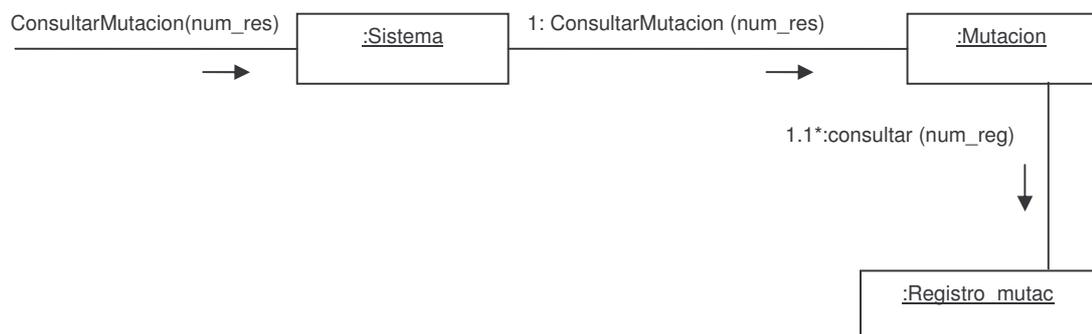 ConsultarMutacion(num_res)
:Sistema
1: ConsultarMutacion (num_res)
:Mutacion
1.1*:consultar (num_reg)
:Registro_mutac